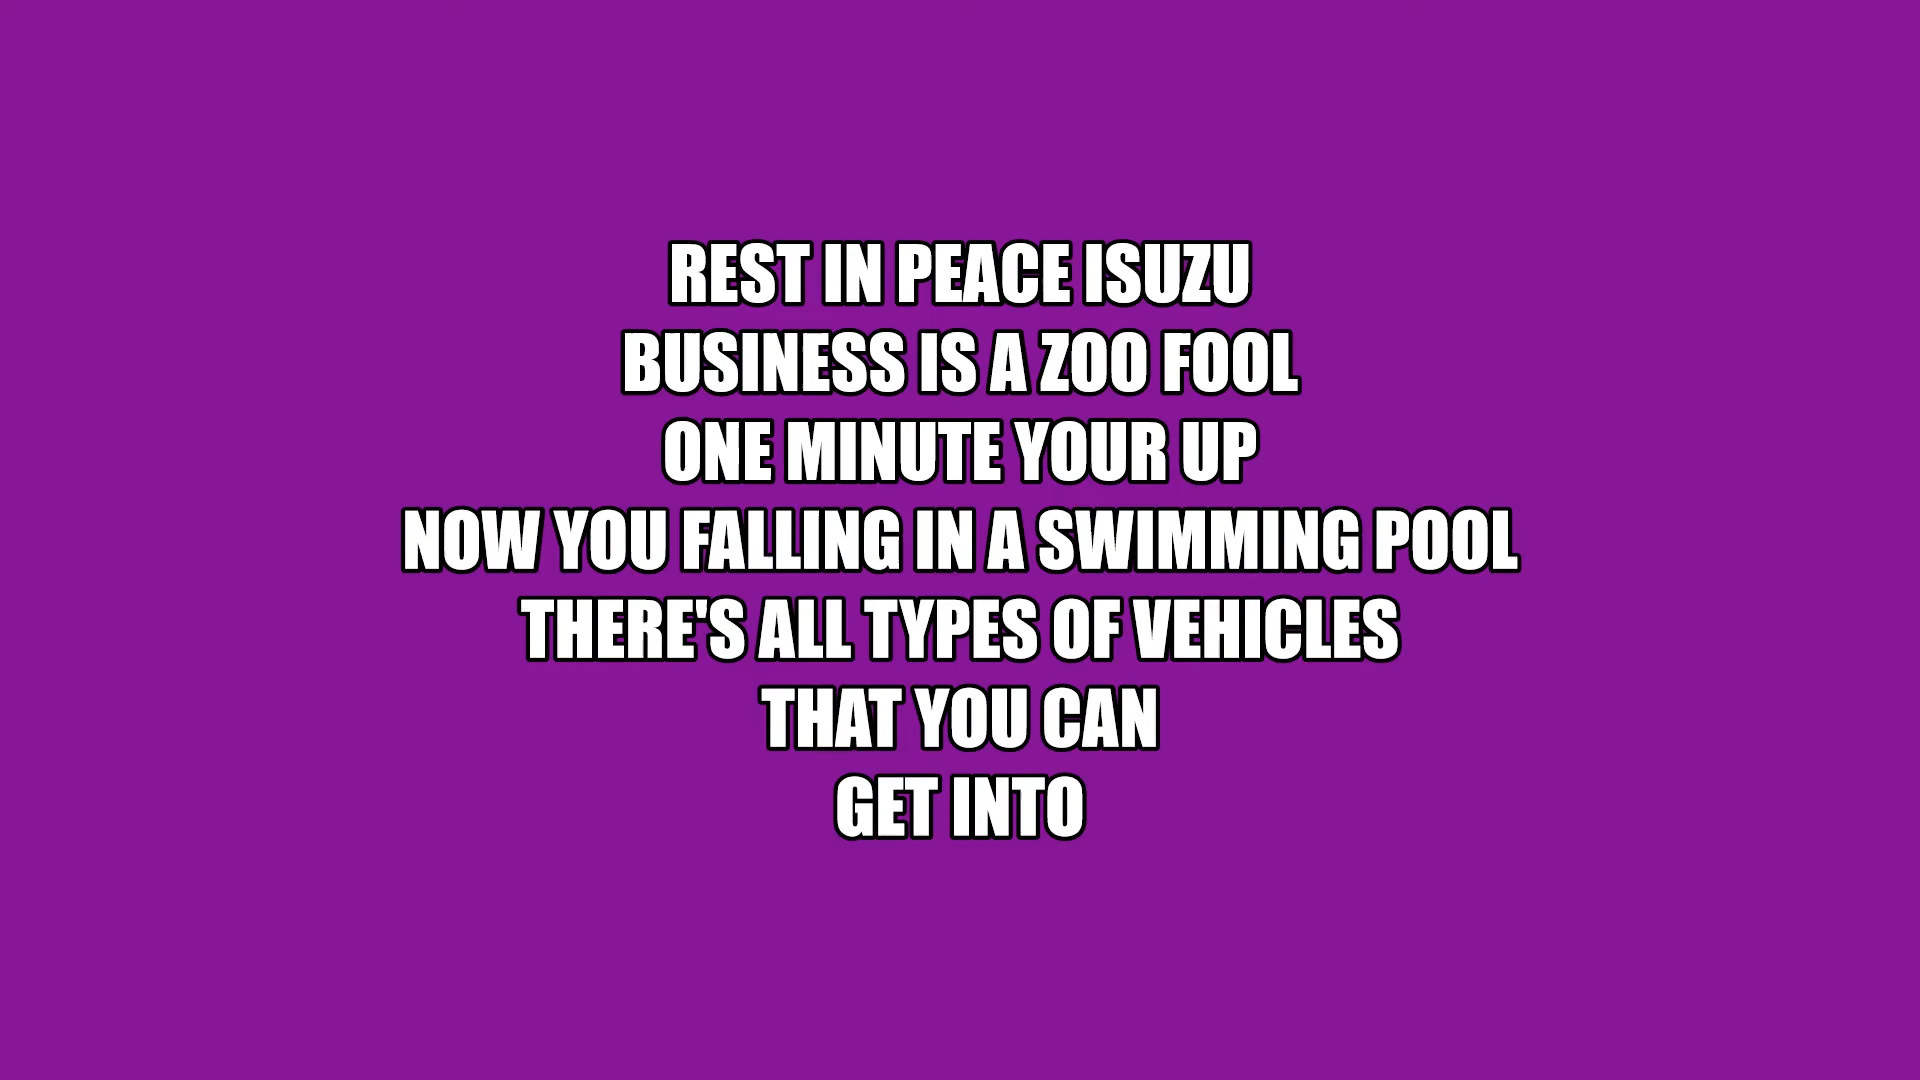 REST IN PEACE ISUZU
BUSINESS IS A ZOO FOOL
ONE MINUTE YOUR UP
NOW YOU FALLING IN A SWIMMING POOL
THERE'S ALL TYPES OF VEHICLES
THAT YOU CAN
GET INTO